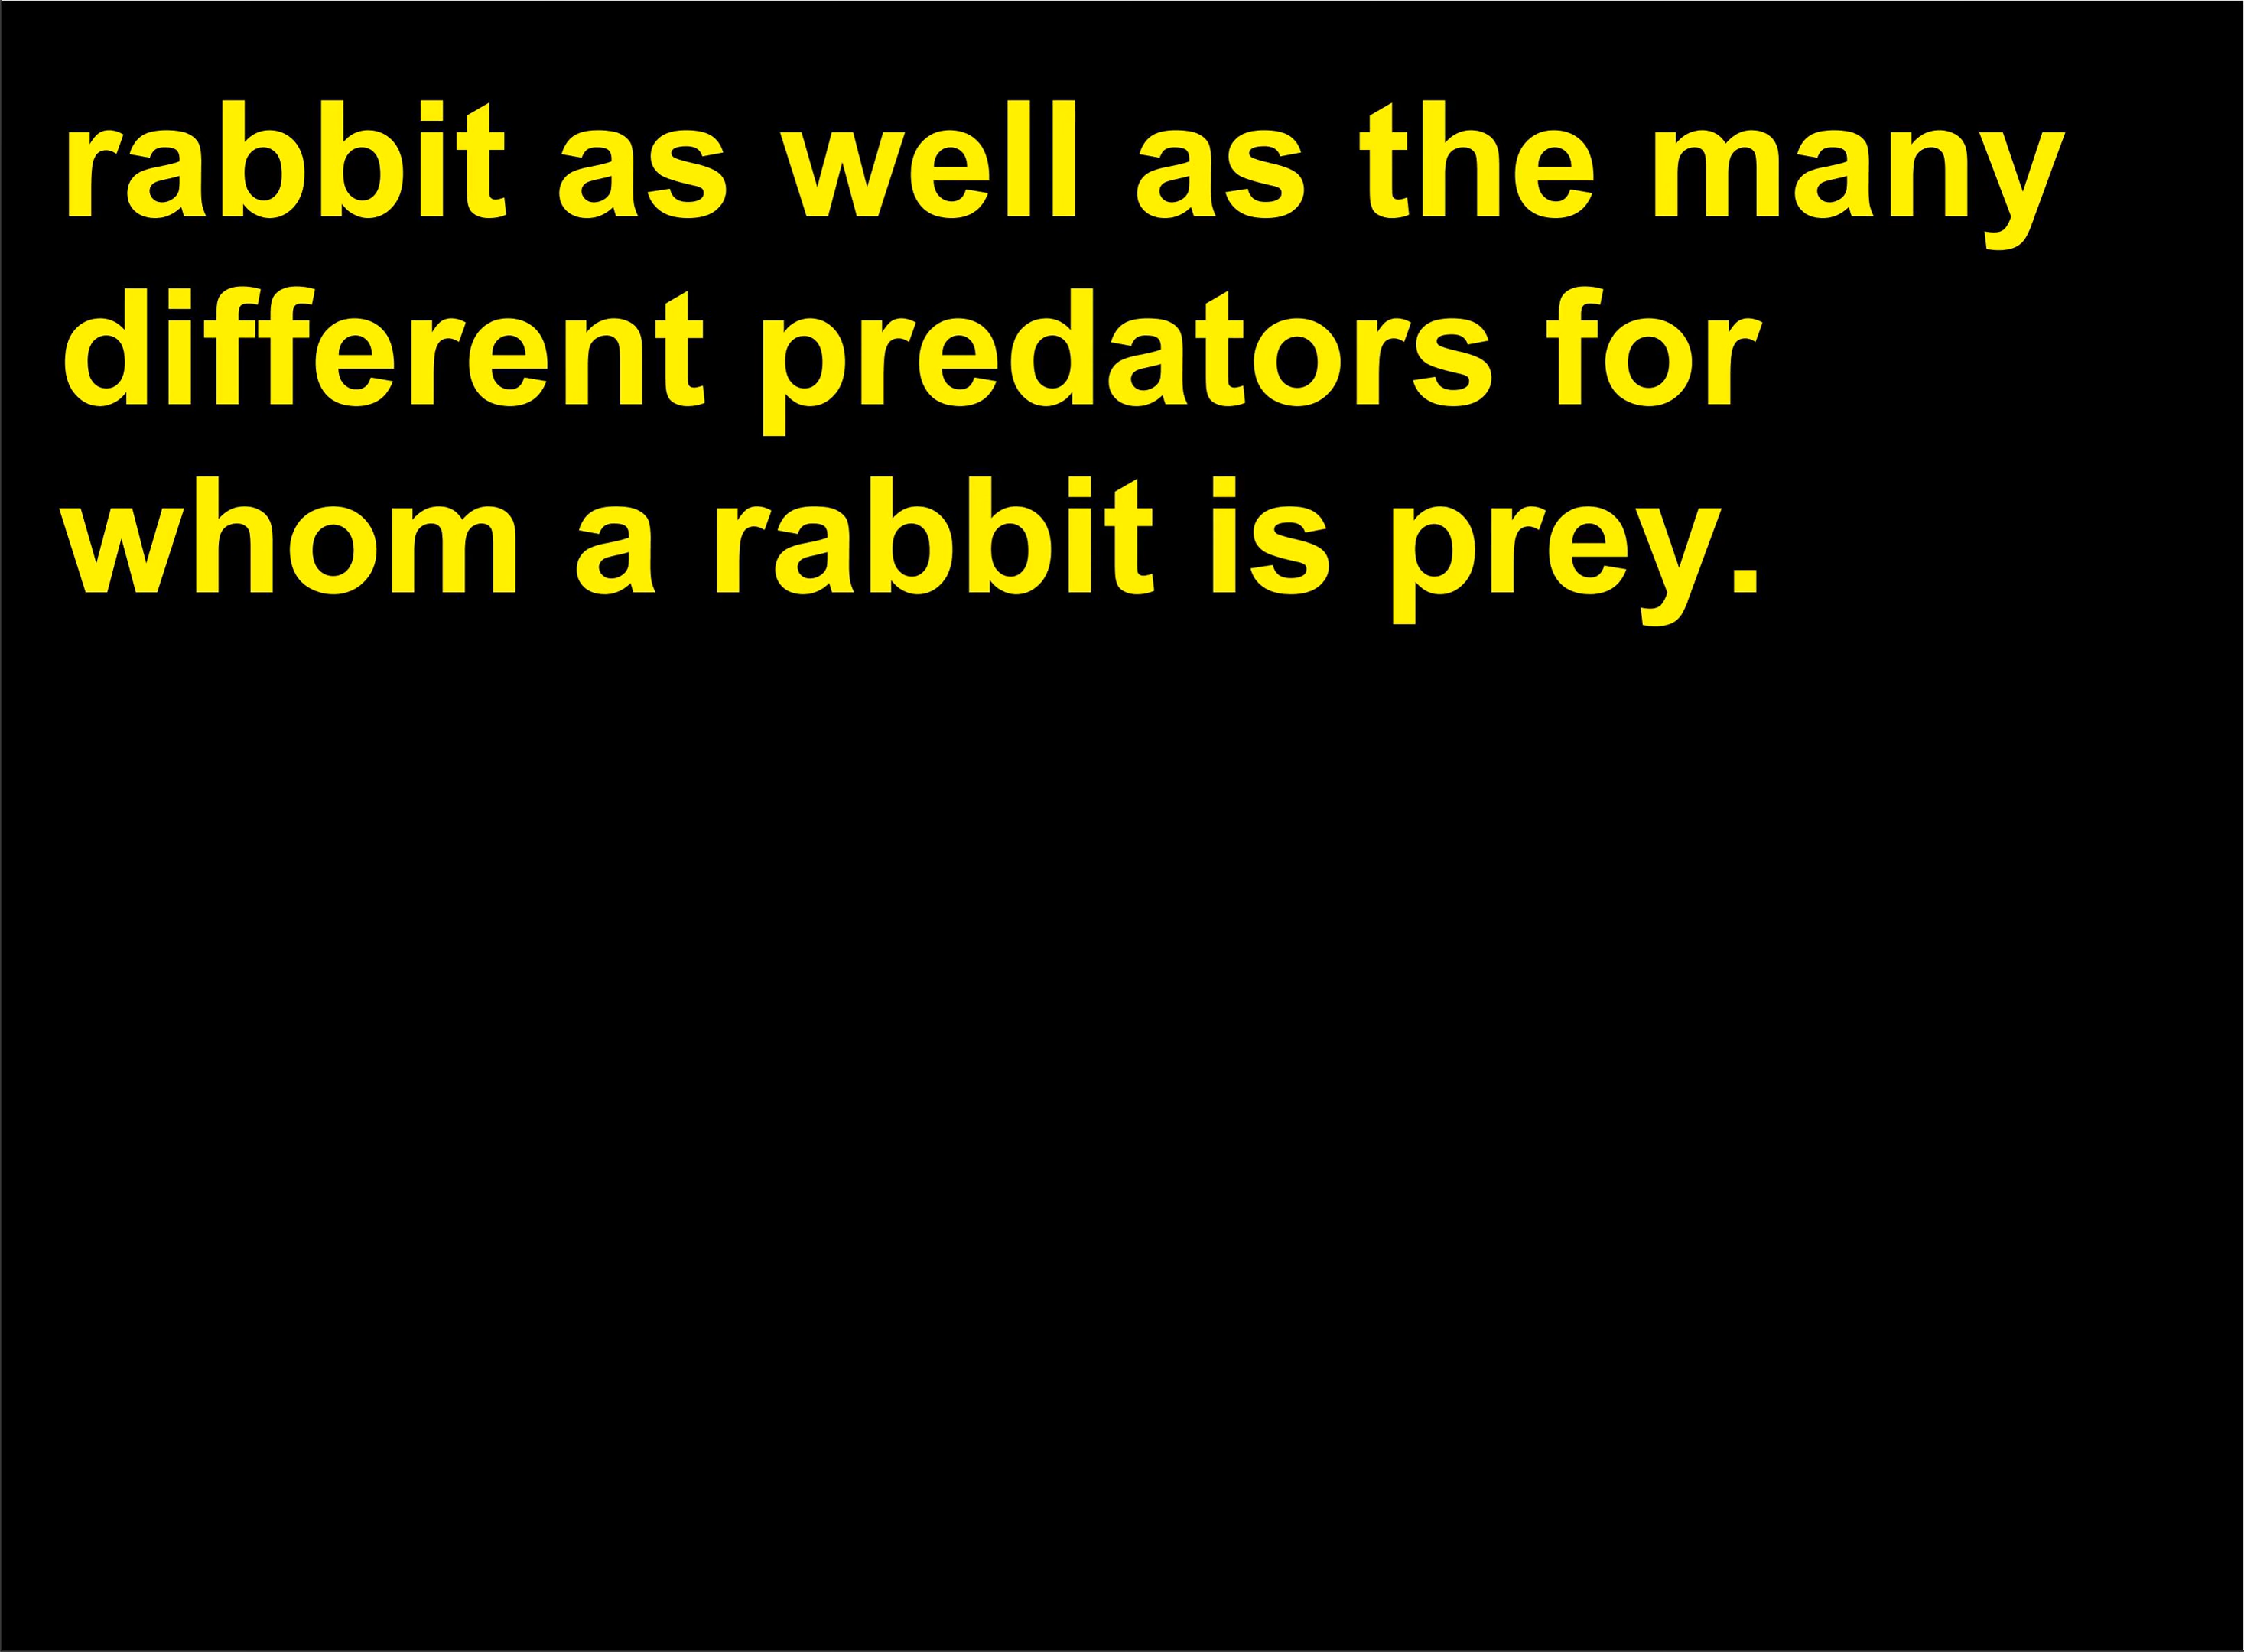 rabbit as well as the many
different predators for
whom a rabbit is prey.